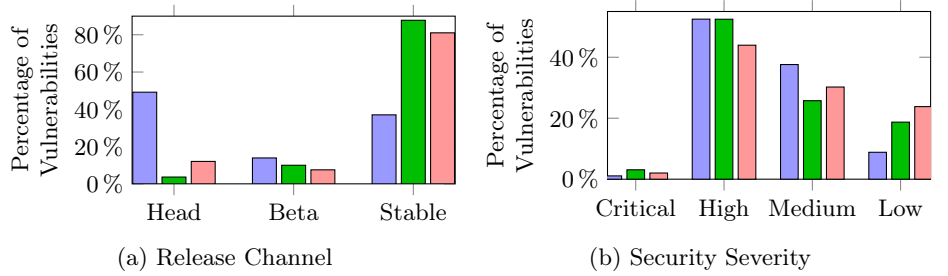 Percentage of
Vulnerabilities
80 %
60 %
40 %
20 %
0 %
Head Beta Stable
(a) Release Channel
Percentage of
Vulnerabilities
40 %
20 %
0 %
Critical High Medium Low
(b) Security Severity